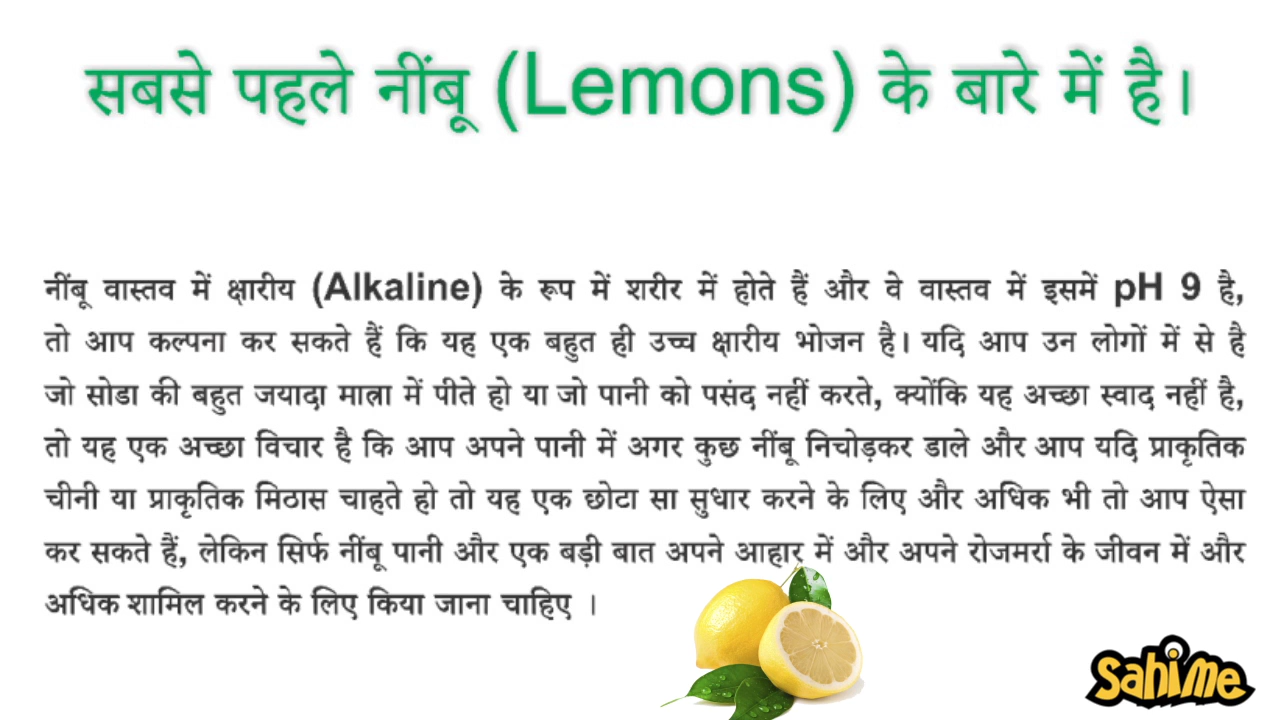 सबसे पहले नींबू (Lemons) के बारे में है।
नींबू वास्तव में क्षारीय (Alkaline) के रूप में शरीर में होते हैं और वे वास्तव में इसमें pH 9 है,
तो आप कल्पना कर सकते हैं कि यह एक बहुत ही उच्च क्षारीय भोजन है। यदि आप उन लोगों में से है
जो सोडा की बहुत जयादा मात्रा में पीते हो या जो पानी को पसंद नहीं करते, क्योंकि यह अच्छा स्वाद नहीं है,
तो यह एक अच्छा विचार है कि आप अपने पानी में अगर कुछ नींबू निचोड़कर डाले और आप यदि प्राकृतिक
चीनी या प्राकृतिक मिठास चाहते हो तो यह एक छोटा सा सुधार करने के लिए और अधिक भी तो आप ऐसा
कर सकते हैं, लेकिन सिर्फ नींबू पानी और एक बड़ी बात अपने आहार में और अपने रोजमर्रा के जीवन में और
अधिक शामिल करने के लिए किया जाना चाहिए ।
Sahime